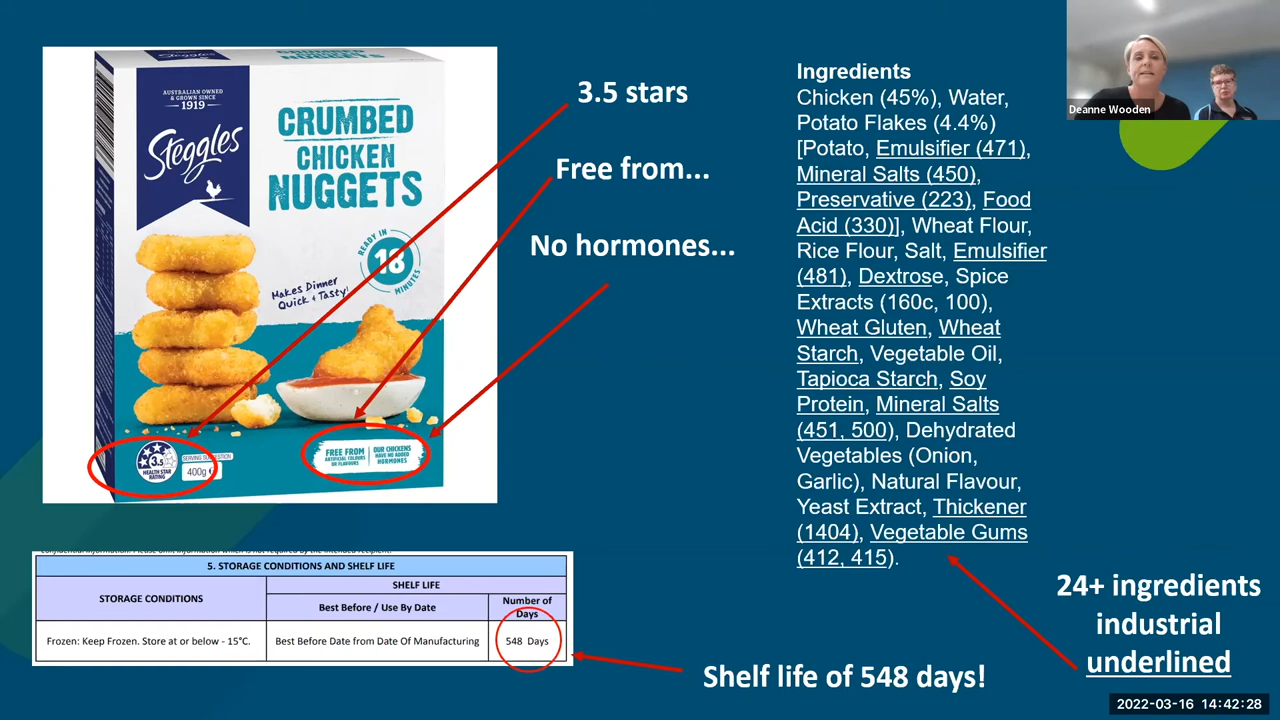 Steggles
AUSTRALIAN OWNED
& GROWN SINCE
1919
Steggles
CRUMBED
CHICKEN
NUGGETS
CRUMBED
CHICKEN
NUGGETS
READY IN
18
MINUTES
Makes Dinner
Quick & Tasty!
3.5
HEALTH STAR
RATING
SERVING SUGGESTION
400g
FREE FROM
ARTIFICIAL COLOURS
OR FLAVOURS
OUR CHICKENS
HAVE NO ADDED
HORMONES
3.5 stars
Free from...
No hormones...
Ingredients
Chicken (45%), Water,
Potato Flakes (4.4%)
[Potato, Emulsifier (471),
Mineral Salts (450),
Preservative (223), Food
Acid (330)], Wheat Flour,
Rice Flour, Salt, Emulsifier
(481), Dextrose, Spice
Extracts (160c, 100),
Wheat Gluten, Wheat
Starch, Vegetable Oil,
Tapioca Starch, Soy
Protein, Mineral Salts
(451, 500), Dehydrated
Vegetables (Onion,
Garlic), Natural Flavour,
Yeast Extract, Thickener
(1404), Vegetable Gums
(412, 415).
Deanne Wooden
5. STORAGE CONDITIONS AND SHELF LIFE
STORAGE CONDITIONS
SHELF LIFE
Best Before / Use By Date
Number of
Days
Frozen: Keep Frozen. Store at or below - 15°C.
Best Before Date from Date Of Manufacturing
548 Days
Shelf life of 548 days!
24+ ingredients
industrial
underlined
2022-03-16 14:42:28